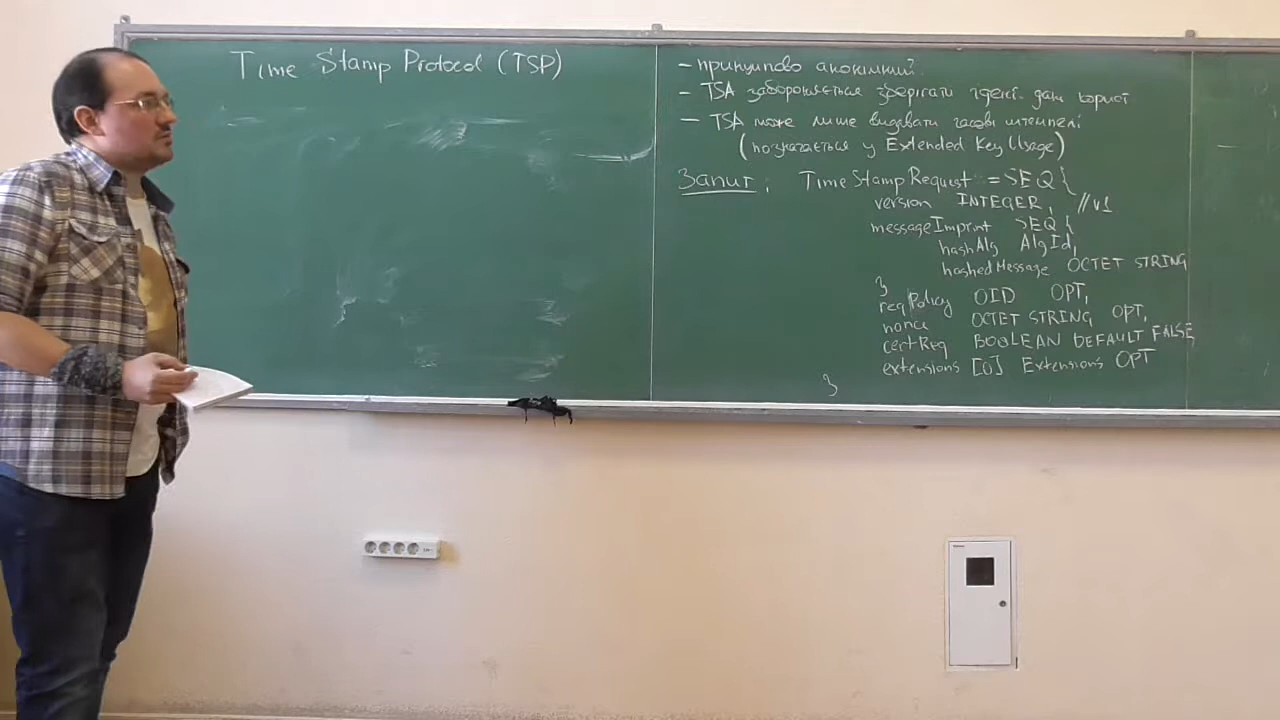 Time Stamp Protocol (TSP)
- принципово анонімний.
- TSA забороняється зберігати ідент. дані корист
- TSA може лише видавати часові штемпелі
(позначається у Extended Key Usage)
Запит: TimeStampRequest = SEQ {
version INTEGER, // v1
messageImprint SEQ {
hashAlg AlgId,
hashedMessage OCTET STRING
}
reqPolicy OID OPT,
nonce OCTET STRING OPT,
certReq BOOLEAN DEFAULT FALSE
extensions [0] Extensions OPT
}